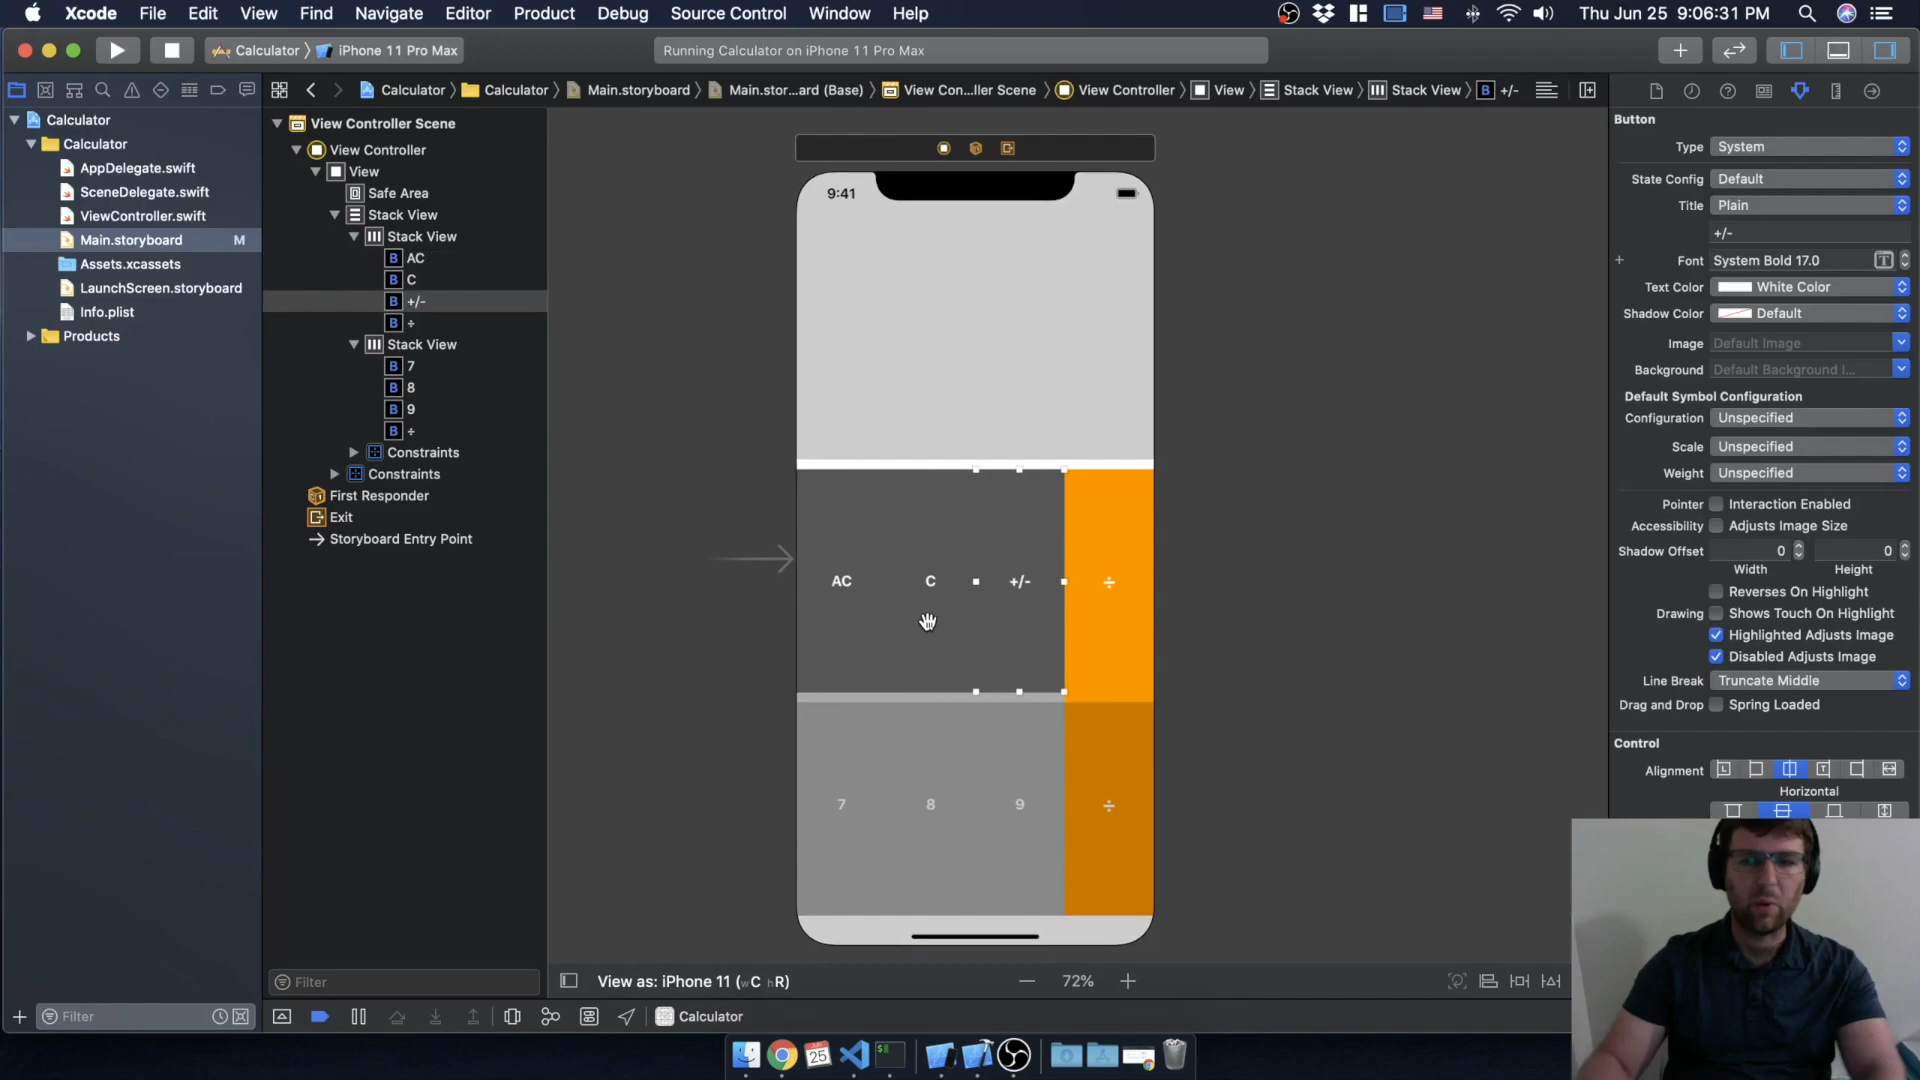 Xcode File Edit View Find Navigate Editor Product Debug Source Control Window Help Thu Jun 25 9:06:31 PM
Calculator iPhone 11 Pro Max Running Calculator on iPhone 11 Pro Max
Calculator Calculator Main.storyboard Main.stor...ard (Base) View Con...ller Scene View Controller View Stack View Stack View B +/-
Calculator
Calculator
AppDelegate.swift
SceneDelegate.swift
ViewController.swift
Main.storyboard M
Assets.xcassets
LaunchScreen.storyboard
Info.plist
Products
View Controller Scene
View Controller
View
Safe Area
Stack View
Stack View
B AC
B C
B +/-
B ÷
Stack View
B 7
B 8
B 9
B ÷
Constraints
Constraints
First Responder
Exit
Storyboard Entry Point
9:41
AC C +/- ÷
7 8 9 ÷
Button
Type System
State Config Default
Title Plain
+/-
+ Font System Bold 17.0 T
Text Color White Color
Shadow Color Default
Image Default Image
Background Default Background I...
Default Symbol Configuration
Configuration Unspecified
Scale Unspecified
Weight Unspecified
Pointer Interaction Enabled
Accessibility Adjusts Image Size
Shadow Offset 0 0
Width Height
Reverses On Highlight
Drawing Shows Touch On Highlight
Highlighted Adjusts Image
Disabled Adjusts Image
Line Break Truncate Middle
Drag and Drop Spring Loaded
Control
Alignment
Horizontal
Filter View as: iPhone 11 (wC hR) 72%
Filter Calculator
25